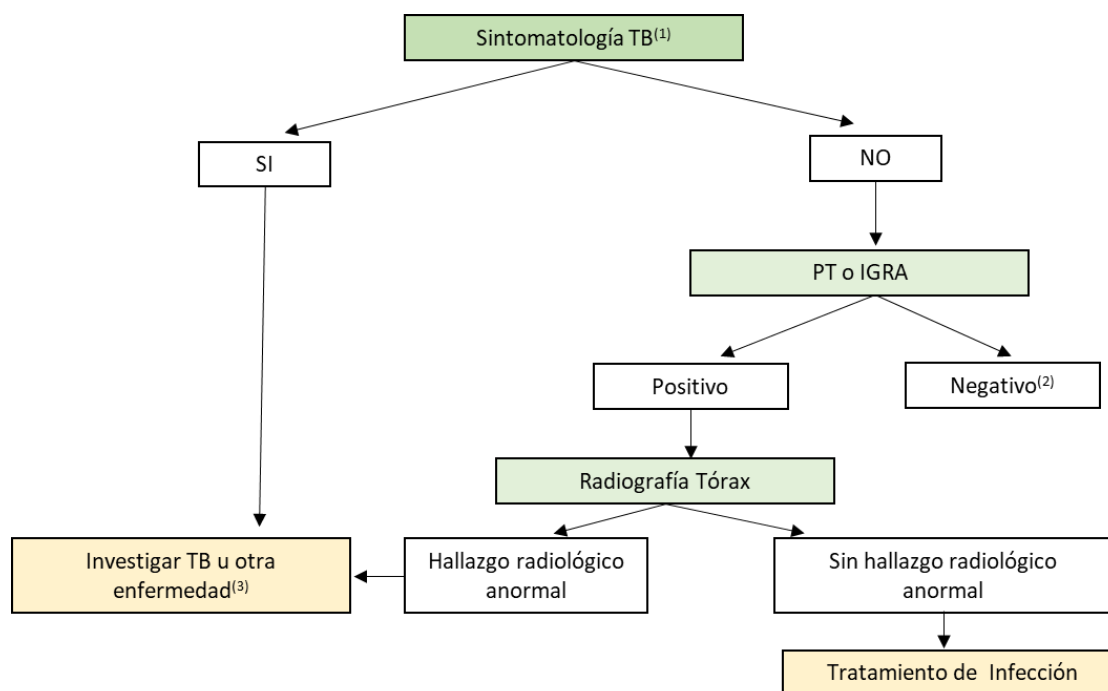 Sintomatología TB(1)
SI
NO
PT o IGRA
Positivo
Negativo(2)
Radiografía Tórax
Investigar TB u otra
enfermedad(3)
Hallazgo radiológico
anormal
Sin hallazgo radiológico
anormal
Tratamiento de Infección